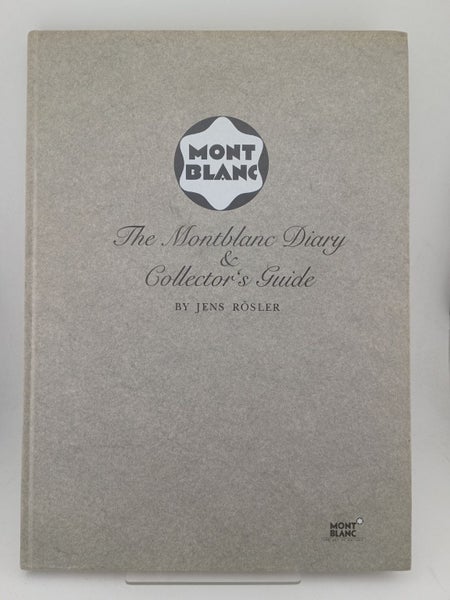 MONT
BLANC
The Montblanc Diary
&
Collector's Guide
BY JENS RÖSLER
MONT
BLANC